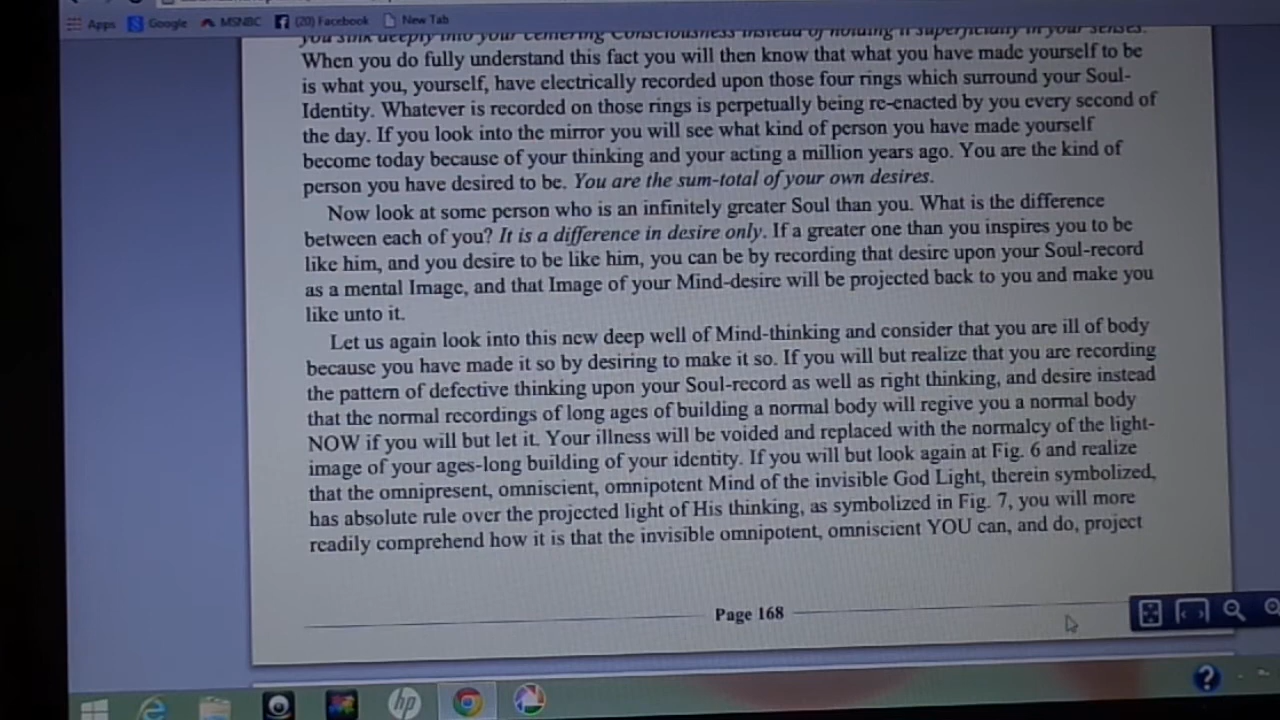 Apps Google MSNBC (20) Facebook New Tab
you sink deeply into your centering Consciousness instead of holding it superficially in your senses.
When you do fully understand this fact you will then know that what you have made yourself to be
is what you, yourself, have electrically recorded upon those four rings which surround your Soul-
Identity. Whatever is recorded on those rings is perpetually being re-enacted by you every second of
the day. If you look into the mirror you will see what kind of person you have made yourself
become today because of your thinking and your acting a million years ago. You are the kind of
person you have desired to be. You are the sum-total of your own desires.
Now look at some person who is an infinitely greater Soul than you. What is the difference
between each of you? It is a difference in desire only. If a greater one than you inspires you to be
like him, and you desire to be like him, you can be by recording that desire upon your Soul-record
as a mental Image, and that Image of your Mind-desire will be projected back to you and make you
like unto it.
Let us again look into this new deep well of Mind-thinking and consider that you are ill of body
because you have made it so by desiring to make it so. If you will but realize that you are recording
the pattern of defective thinking upon your Soul-record as well as right thinking, and desire instead
that the normal recordings of long ages of building a normal body will regive you a normal body
NOW if you will but let it. Your illness will be voided and replaced with the normalcy of the light-
image of your ages-long building of your identity. If you will but look again at Fig. 6 and realize
that the omnipresent, omniscient, omnipotent Mind of the invisible God Light, therein symbolized,
has absolute rule over the projected light of His thinking, as symbolized in Fig. 7, you will more
readily comprehend how it is that the invisible omnipotent, omniscient YOU can, and do, project
Page 168
hp
?